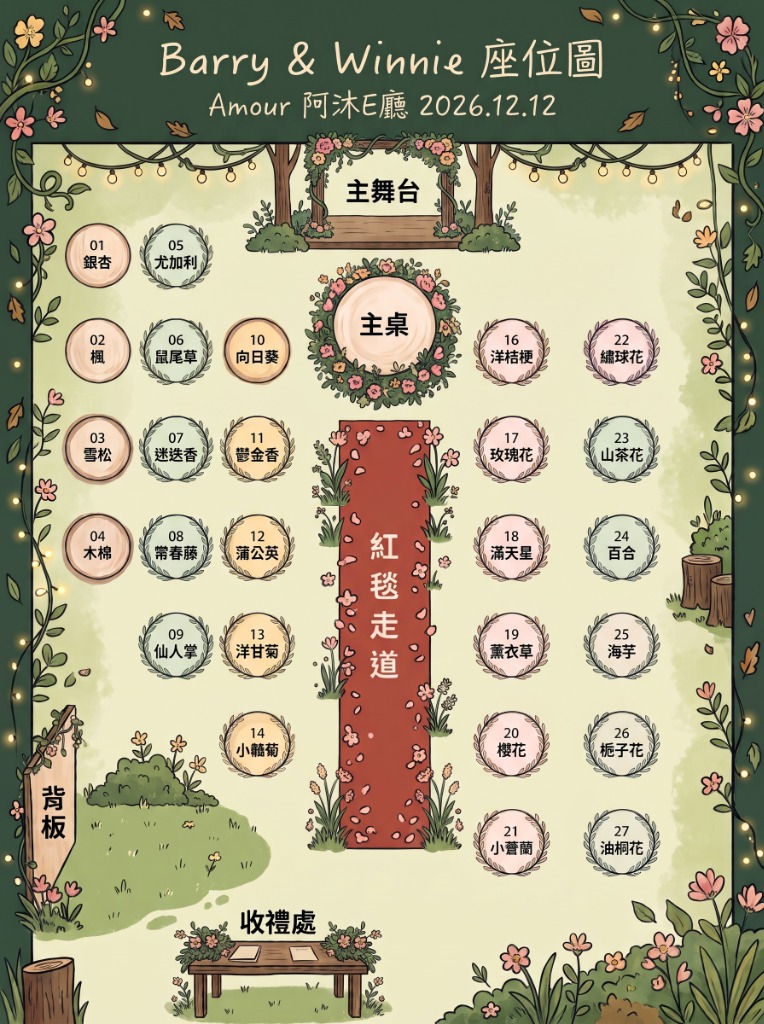 Barry & Winnie 座位圖
Amour 阿沐E廳 2026.12.12
主舞台
主桌
01
銀杏
05
尤加利
02
楓
06
鼠尾草
10
向日葵
16
洋桔梗
22
繡球花
03
雪松
07
迷迭香
11
鬱金香
17
玫瑰花
23
山茶花
04
木棉
08
常春藤
12
蒲公英
18
滿天星
24
百合
09
仙人掌
13
洋甘菊
19
薰衣草
25
海芋
14
小雛菊
20
櫻花
26
梔子花
21
小蒼蘭
27
油桐花
紅毯走道
背板
收禮處